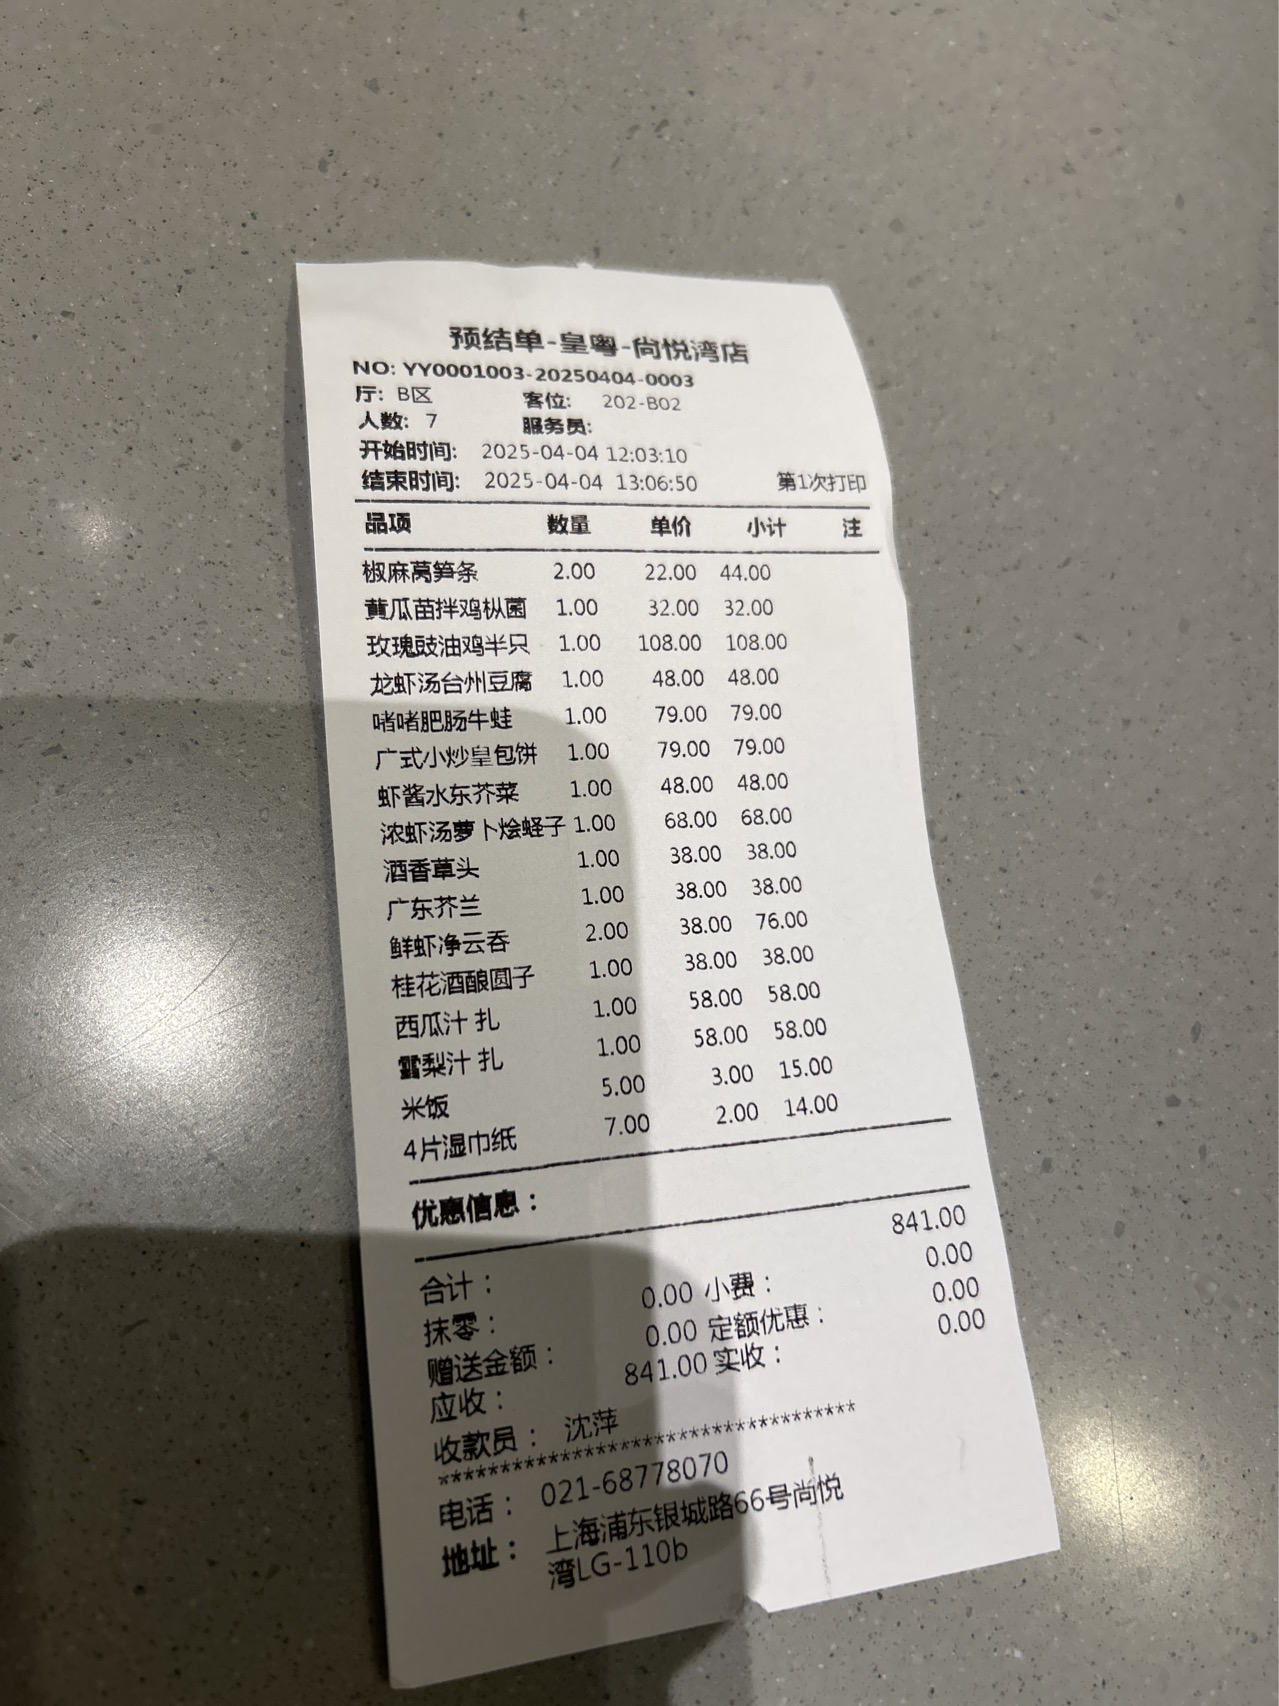 预结单-皇粤-尚悦湾店
NO: YY0001003-20250404-0003
厅: B区 客位: 202-B02
人数: 7 服务员:
开始时间: 2025-04-04 12:03:10
结束时间: 2025-04-04 13:06:50 第1次打印
品项 数量 单价 小计 注
椒麻莴笋条 2.00 22.00 44.00
黄瓜苗拌鸡枞菌 1.00 32.00 32.00
玫瑰豉油鸡半只 1.00 108.00 108.00
龙虾汤台州豆腐 1.00 48.00 48.00
啫啫肥肠牛蛙 1.00 79.00 79.00
广式小炒皇包饼 1.00 79.00 79.00
虾酱水东芥菜 1.00 48.00 48.00
浓虾汤萝卜烩蛏子 1.00 68.00 68.00
酒香草头 1.00 38.00 38.00
广东芥兰 1.00 38.00 38.00
鲜虾净云吞 2.00 38.00 76.00
桂花酒酿圆子 1.00 38.00 38.00
西瓜汁 扎 1.00 58.00 58.00
雪梨汁 扎 1.00 58.00 58.00
米饭 5.00 3.00 15.00
4片湿巾纸 7.00 2.00 14.00
优惠信息：
合计： 841.00
抹零： 0.00 小费： 0.00
赠送金额： 0.00 定额优惠： 0.00
应收： 841.00 实收： 0.00
收款员： 沈萍
**********************************
电话： 021-68778070
地址： 上海浦东银城路66号尚悦
湾LG-110b